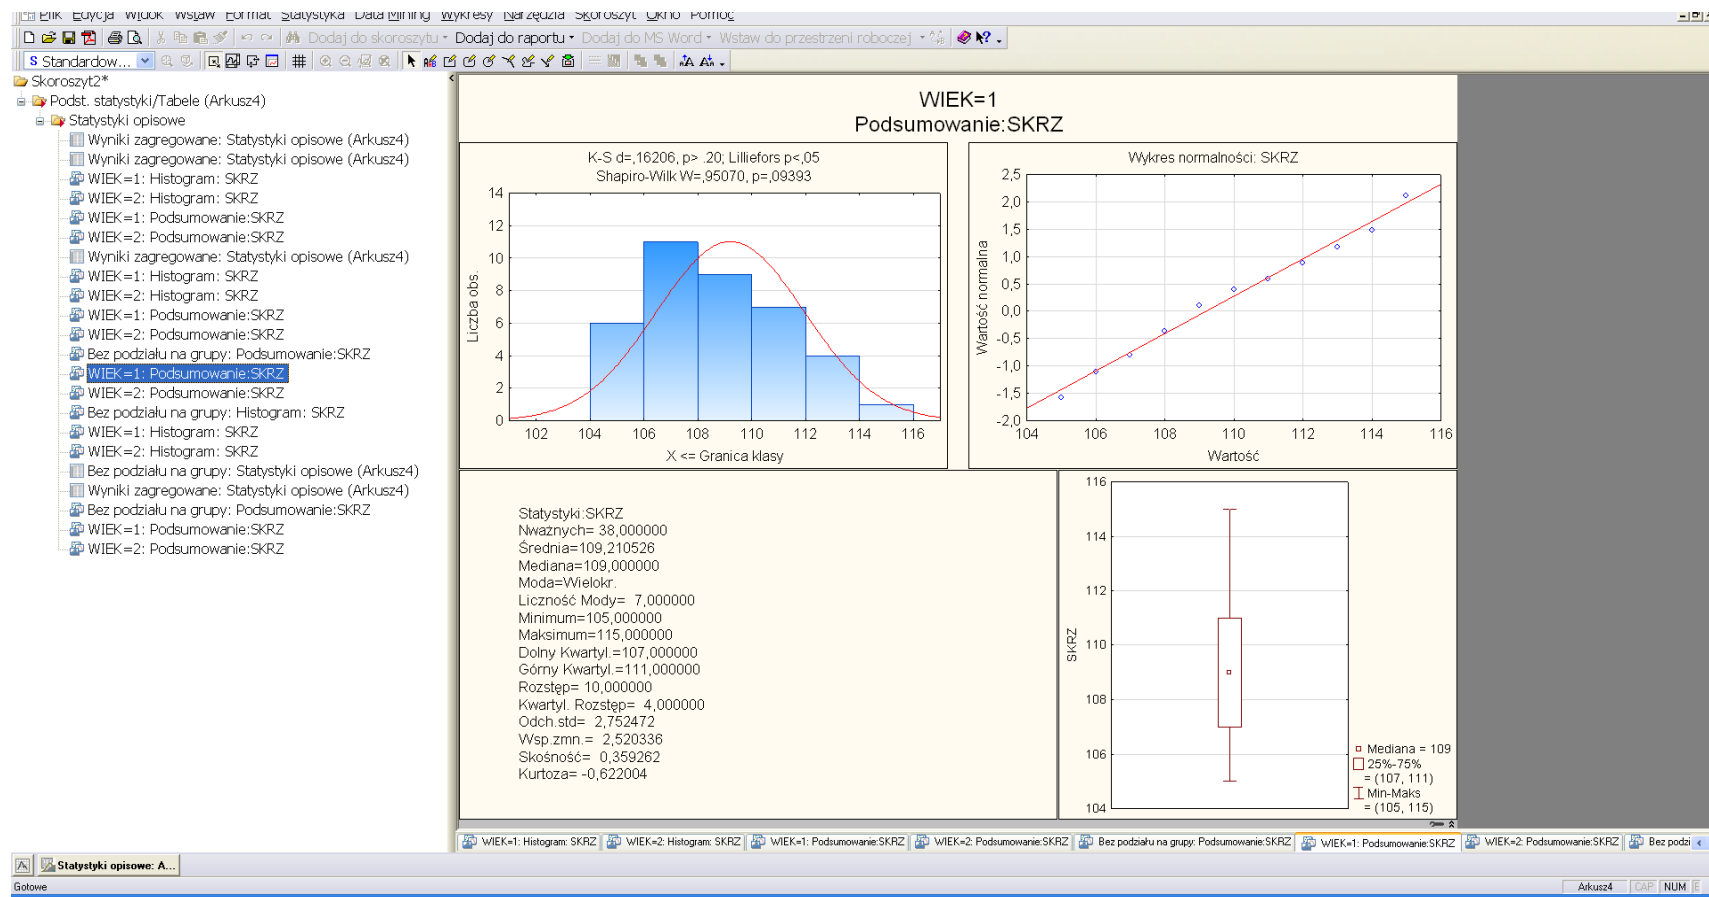 Plik Edycja Widok Wstaw Format Statystyka Data Mining Wykresy Narzędzia Skoroszyt Okno Pomoc
Dodaj do skoroszytu Dodaj do raportu Dodaj do MS Word Wstaw do przestrzeni roboczej
S Standardow...
Skoroszyt2*
Podst. statystyki/Tabele (Arkusz4)
Statystyki opisowe
Wyniki zagregowane: Statystyki opisowe (Arkusz4)
Wyniki zagregowane: Statystyki opisowe (Arkusz4)
WIEK=1: Histogram: SKRZ
WIEK=2: Histogram: SKRZ
WIEK=1: Podsumowanie:SKRZ
WIEK=2: Podsumowanie:SKRZ
Wyniki zagregowane: Statystyki opisowe (Arkusz4)
WIEK=1: Histogram: SKRZ
WIEK=2: Histogram: SKRZ
WIEK=1: Podsumowanie:SKRZ
WIEK=2: Podsumowanie:SKRZ
Bez podziału na grupy: Podsumowanie:SKRZ
WIEK=1: Podsumowanie:SKRZ
WIEK=2: Podsumowanie:SKRZ
Bez podziału na grupy: Histogram: SKRZ
WIEK=1: Histogram: SKRZ
WIEK=2: Histogram: SKRZ
Bez podziału na grupy: Statystyki opisowe (Arkusz4)
Wyniki zagregowane: Statystyki opisowe (Arkusz4)
Bez podziału na grupy: Podsumowanie:SKRZ
WIEK=1: Podsumowanie:SKRZ
WIEK=2: Podsumowanie:SKRZ
WIEK=1
Podsumowanie:SKRZ
K-S d=,16206, p> .20; Lilliefors p<,05
Shapiro-Wilk W=,95070, p=,09393
14
12
10
8
6
4
2
0
Liczba obs.
102 104 106 108 110 112 114 116
X <= Granica klasy
Wykres normalności: SKRZ
2,5
2,0
1,5
1,0
0,5
0,0
-0,5
-1,0
-1,5
-2,0
Wartość normalna
104 106 108 110 112 114 116
Wartość
Statystyki:SKRZ
Nważnych= 38,000000
Średnia=109,210526
Mediana=109,000000
Moda=Wielokr.
Liczność Mody= 7,000000
Minimum=105,000000
Maksimum=115,000000
Dolny Kwartyl.=107,000000
Górny Kwartyl.=111,000000
Rozstęp= 10,000000
Kwartyl. Rozstęp= 4,000000
Odch.std= 2,752472
Wsp.zmn.= 2,520336
Skośność= 0,359262
Kurtoza= -0,622004
116
114
112
110
108
106
104
SKRZ
Mediana = 109
25%-75%
= (107, 111)
Min-Maks
= (105, 115)
WIEK=1: Histogram: SKRZ WIEK=2: Histogram: SKRZ WIEK=1: Podsumowanie:SKRZ WIEK=2: Podsumowanie:SKRZ Bez podziału na grupy: Podsumowanie:SKRZ WIEK=1: Podsumowanie:SKRZ WIEK=2: Podsumowanie:SKRZ Bez podzi
Statystyki opisowe: A...
Gotowe Arkusz4 CAP NUM